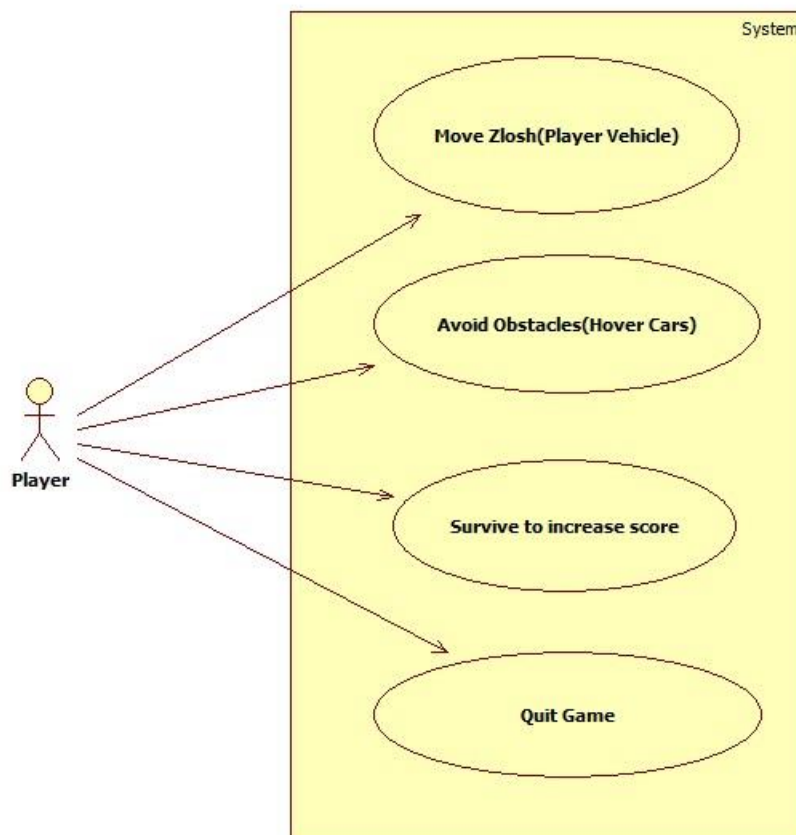 System
Move Zlosh(Player Vehicle)
Avoid Obstacles(Hover Cars)
Player
Survive to increase score
Quit Game